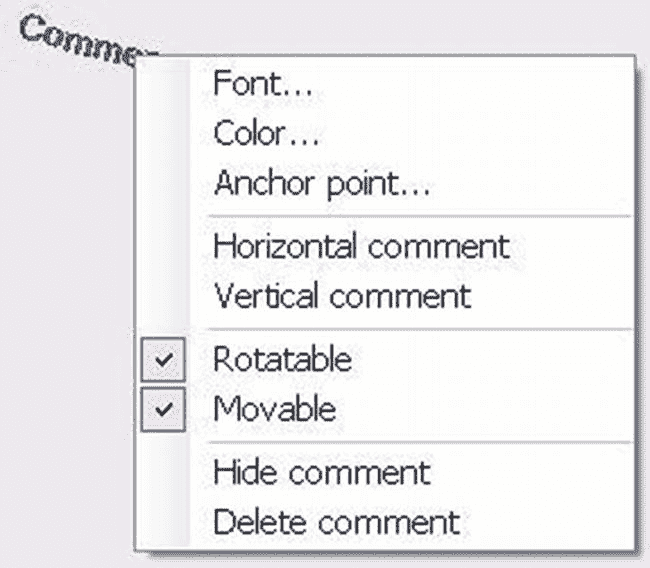 Font...
Color...
Anchor point...
Horizontal comment
Vertical comment
Rotatable
Movable
Hide comment
Delete comment